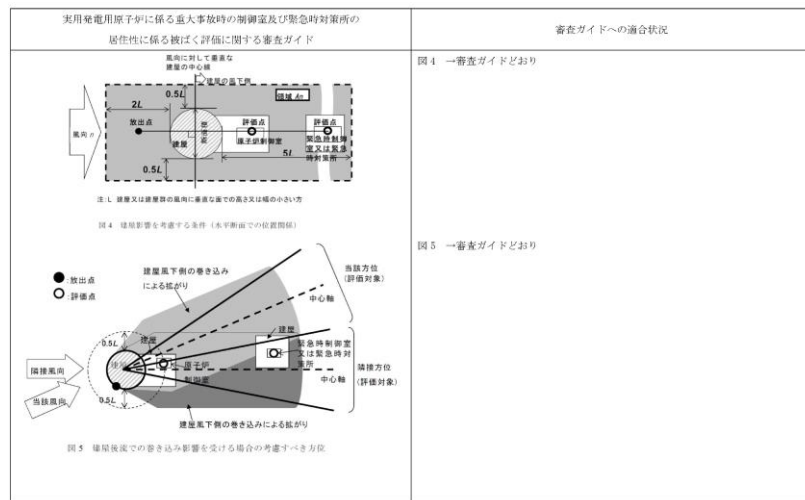 実用発電用原子炉に係る重大事故時の制御室及び緊急時対策所の
居住性に係る被ばく評価に関する審査ガイド
審査ガイドへの適合状況
風向に対して垂直な
建屋の中心線
建屋の風下側
0.5L
領域 An
2L
放出点
評価点
評価点
風向 n
建屋
原子炉制御室
緊急時制御
室又は緊急
時対策所
5L
0.5L
注:L 建屋又は建屋群の風向に垂直な面での高さ又は幅の小さい方
図4 建屋影響を考慮する条件(水平断面での位置関係)
図4 →審査ガイドどおり
図5 →審査ガイドどおり
:放出点
:評価点
建屋風下側の巻き込み
による拡がり
当該方位
(評価対象)
中心軸
0.5L
建屋
建屋
緊急時制御室
又は緊急時対
策所
原子炉
制御室
隣接風向
当該風向
中心軸
隣接方位
(評価対象)
0.5L
建屋風下側の巻き込みによる拡がり
図5 建屋後流での巻き込み影響を受ける場合の考慮すべき方位